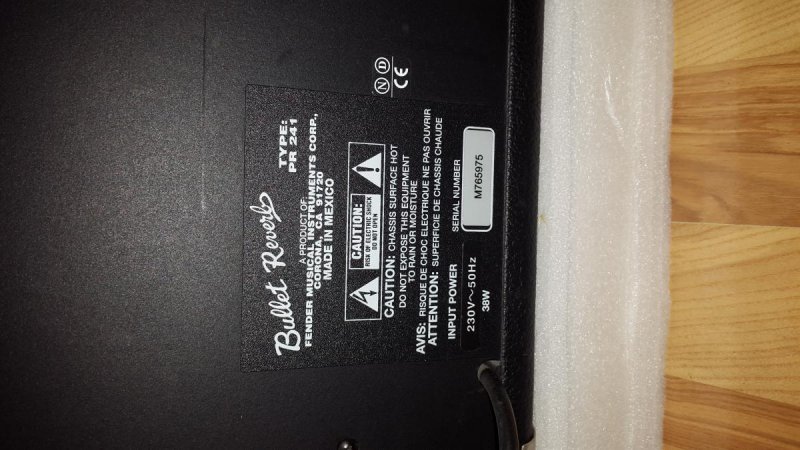 Bullet Reverb
TYPE:
PR 241
A PRODUCT OF:
FENDER MUSICAL INSTRUMENTS CORP.,
CORONA, CA 91720
MADE IN MEXICO
N D
CE
CAUTION:
RISK OF ELECTRIC SHOCK
DO NOT OPEN
CAUTION: CHASSIS SURFACE HOT
DO NOT EXPOSE THIS EQUIPMENT
TO RAIN OR MOISTURE
AVIS: RISQUE DE CHOC ELECTRIQUE NE PAS OUVRIR
ATTENTION: SUPERFICIE DE CHASSIS CHAUDE
INPUT POWER
230V~50Hz
38W
SERIAL NUMBER
M765975